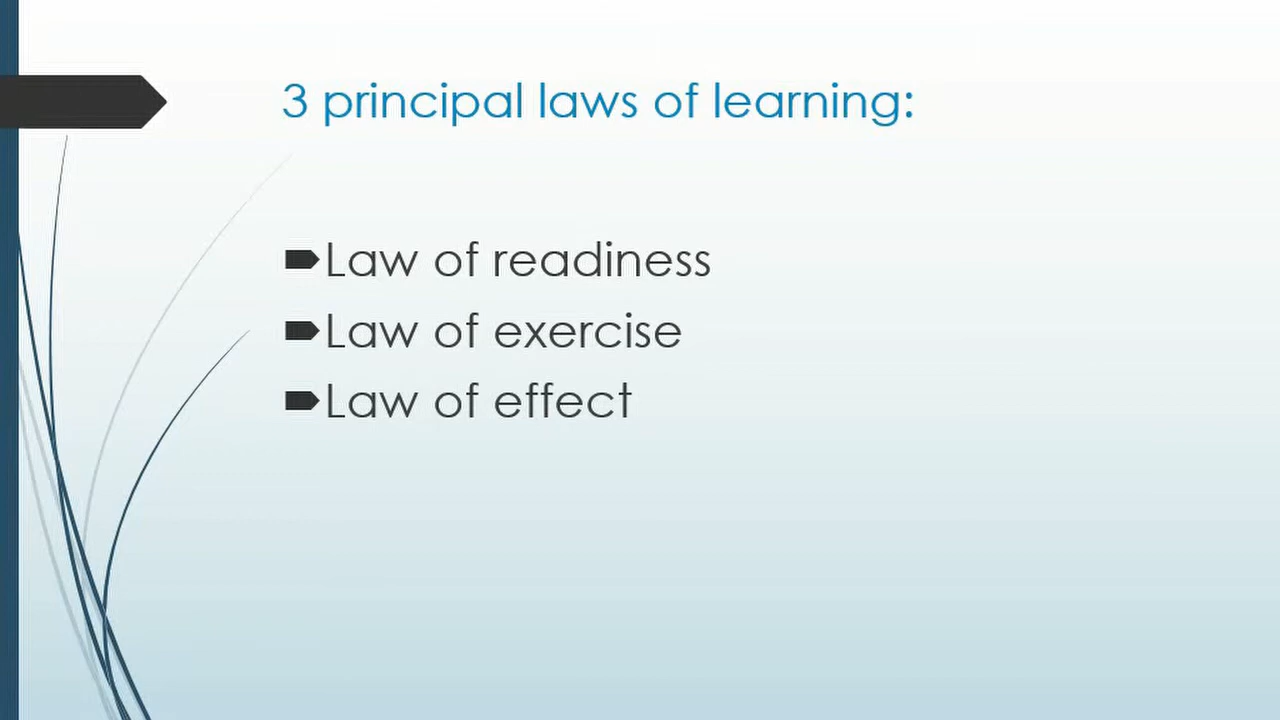 3 principal laws of learning:
Law of readiness
Law of exercise
Law of effect